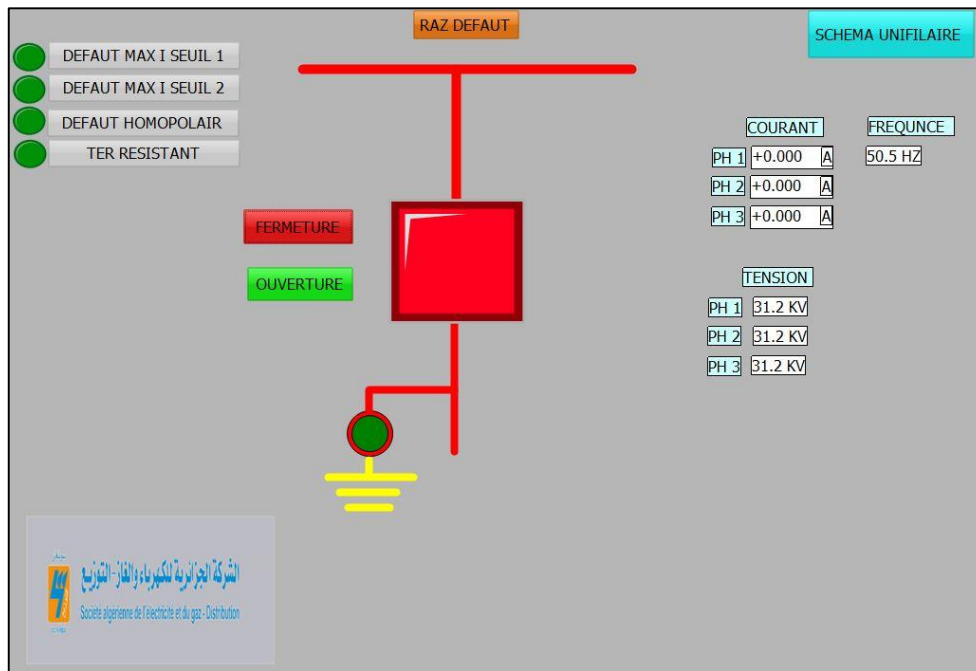 RAZ DEFAUT
SCHEMA UNIFILAIRE
DEFAUT MAX I SEUIL 1
DEFAUT MAX I SEUIL 2
DEFAUT HOMOPOLAIR
TER RESISTANT
COURANT
FREQUNCE
PH 1 +0.000 A
50.5 HZ
PH 2 +0.000 A
PH 3 +0.000 A
FERMETURE
OUVERTURE
TENSION
PH 1 31.2 KV
PH 2 31.2 KV
PH 3 31.2 KV
الشركة الجزائرية للكهرباء والغاز-التوزيع
Société algérienne de l'électricité et du gaz - Distribution